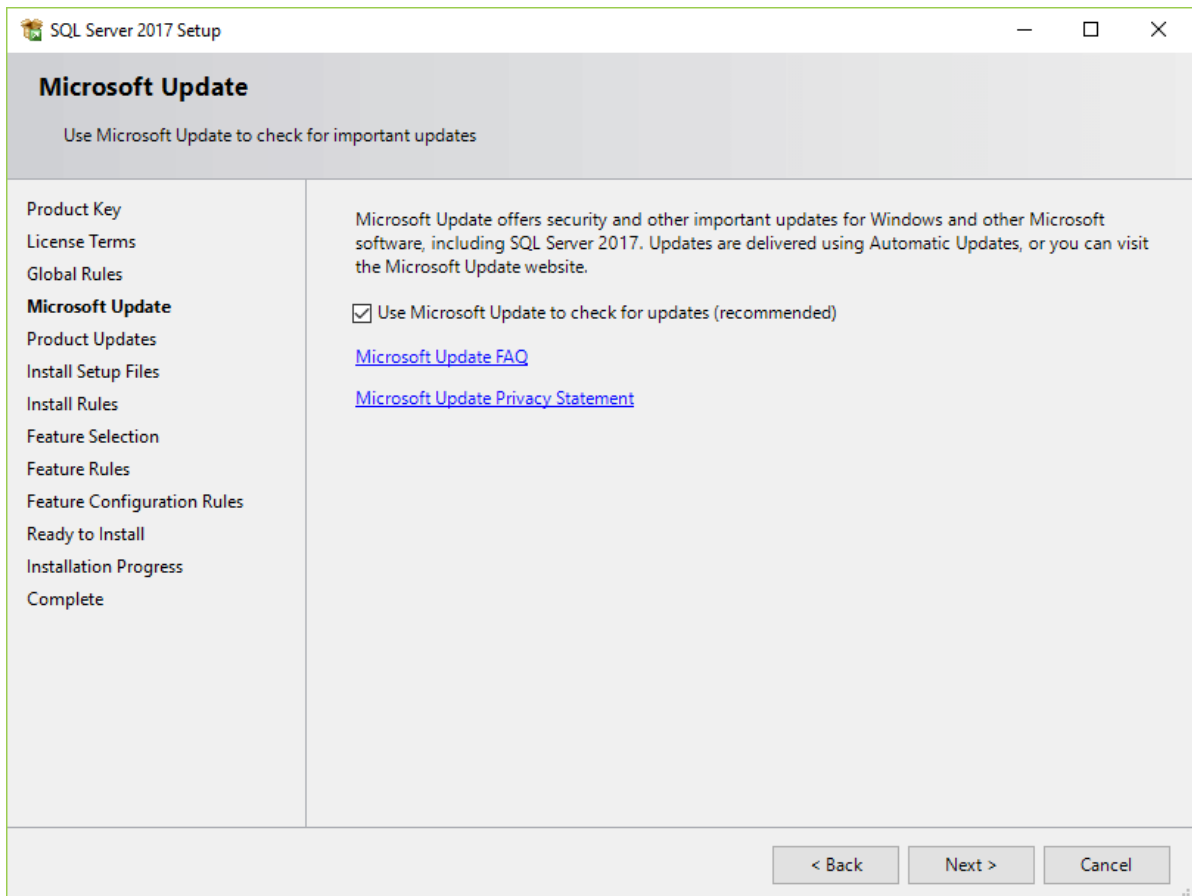 SQL Server 2017 Setup
Microsoft Update
Use Microsoft Update to check for important updates
Product Key
License Terms
Global Rules
Microsoft Update
Product Updates
Install Setup Files
Install Rules
Feature Selection
Feature Rules
Feature Configuration Rules
Ready to Install
Installation Progress
Complete
Microsoft Update offers security and other important updates for Windows and other Microsoft
software, including SQL Server 2017. Updates are delivered using Automatic Updates, or you can visit
the Microsoft Update website.
Use Microsoft Update to check for updates (recommended)
Microsoft Update FAQ
Microsoft Update Privacy Statement
< Back Next > Cancel